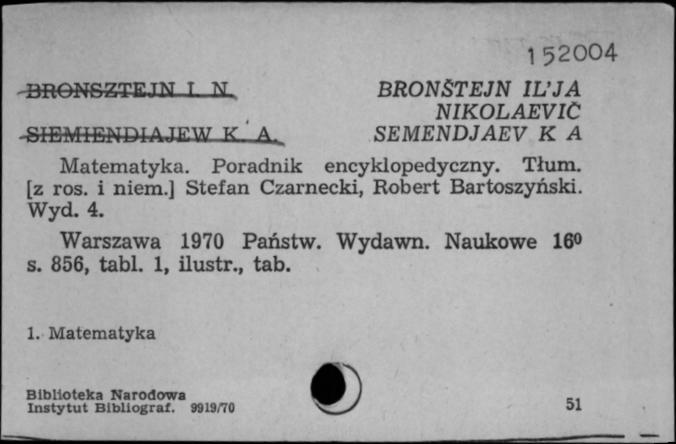 152004
BRONSZTEJN I. N. BRONŠTEJN IL'JA
NIKOLAEVIČ
SIEMIENDIAJEW K. A. SEMENDJAEV K A
Matematyka. Poradnik encyklopedyczny. Tłum.
[z ros. i niem.] Stefan Czarnecki, Robert Bartoszyński.
Wyd. 4.
Warszawa 1970 Państw. Wydawn. Naukowe 16⁰
s. 856, tabl. 1, ilustr., tab.
1. Matematyka
Biblioteka Narodowa
Instytut Bibliograf. 9919/70 51